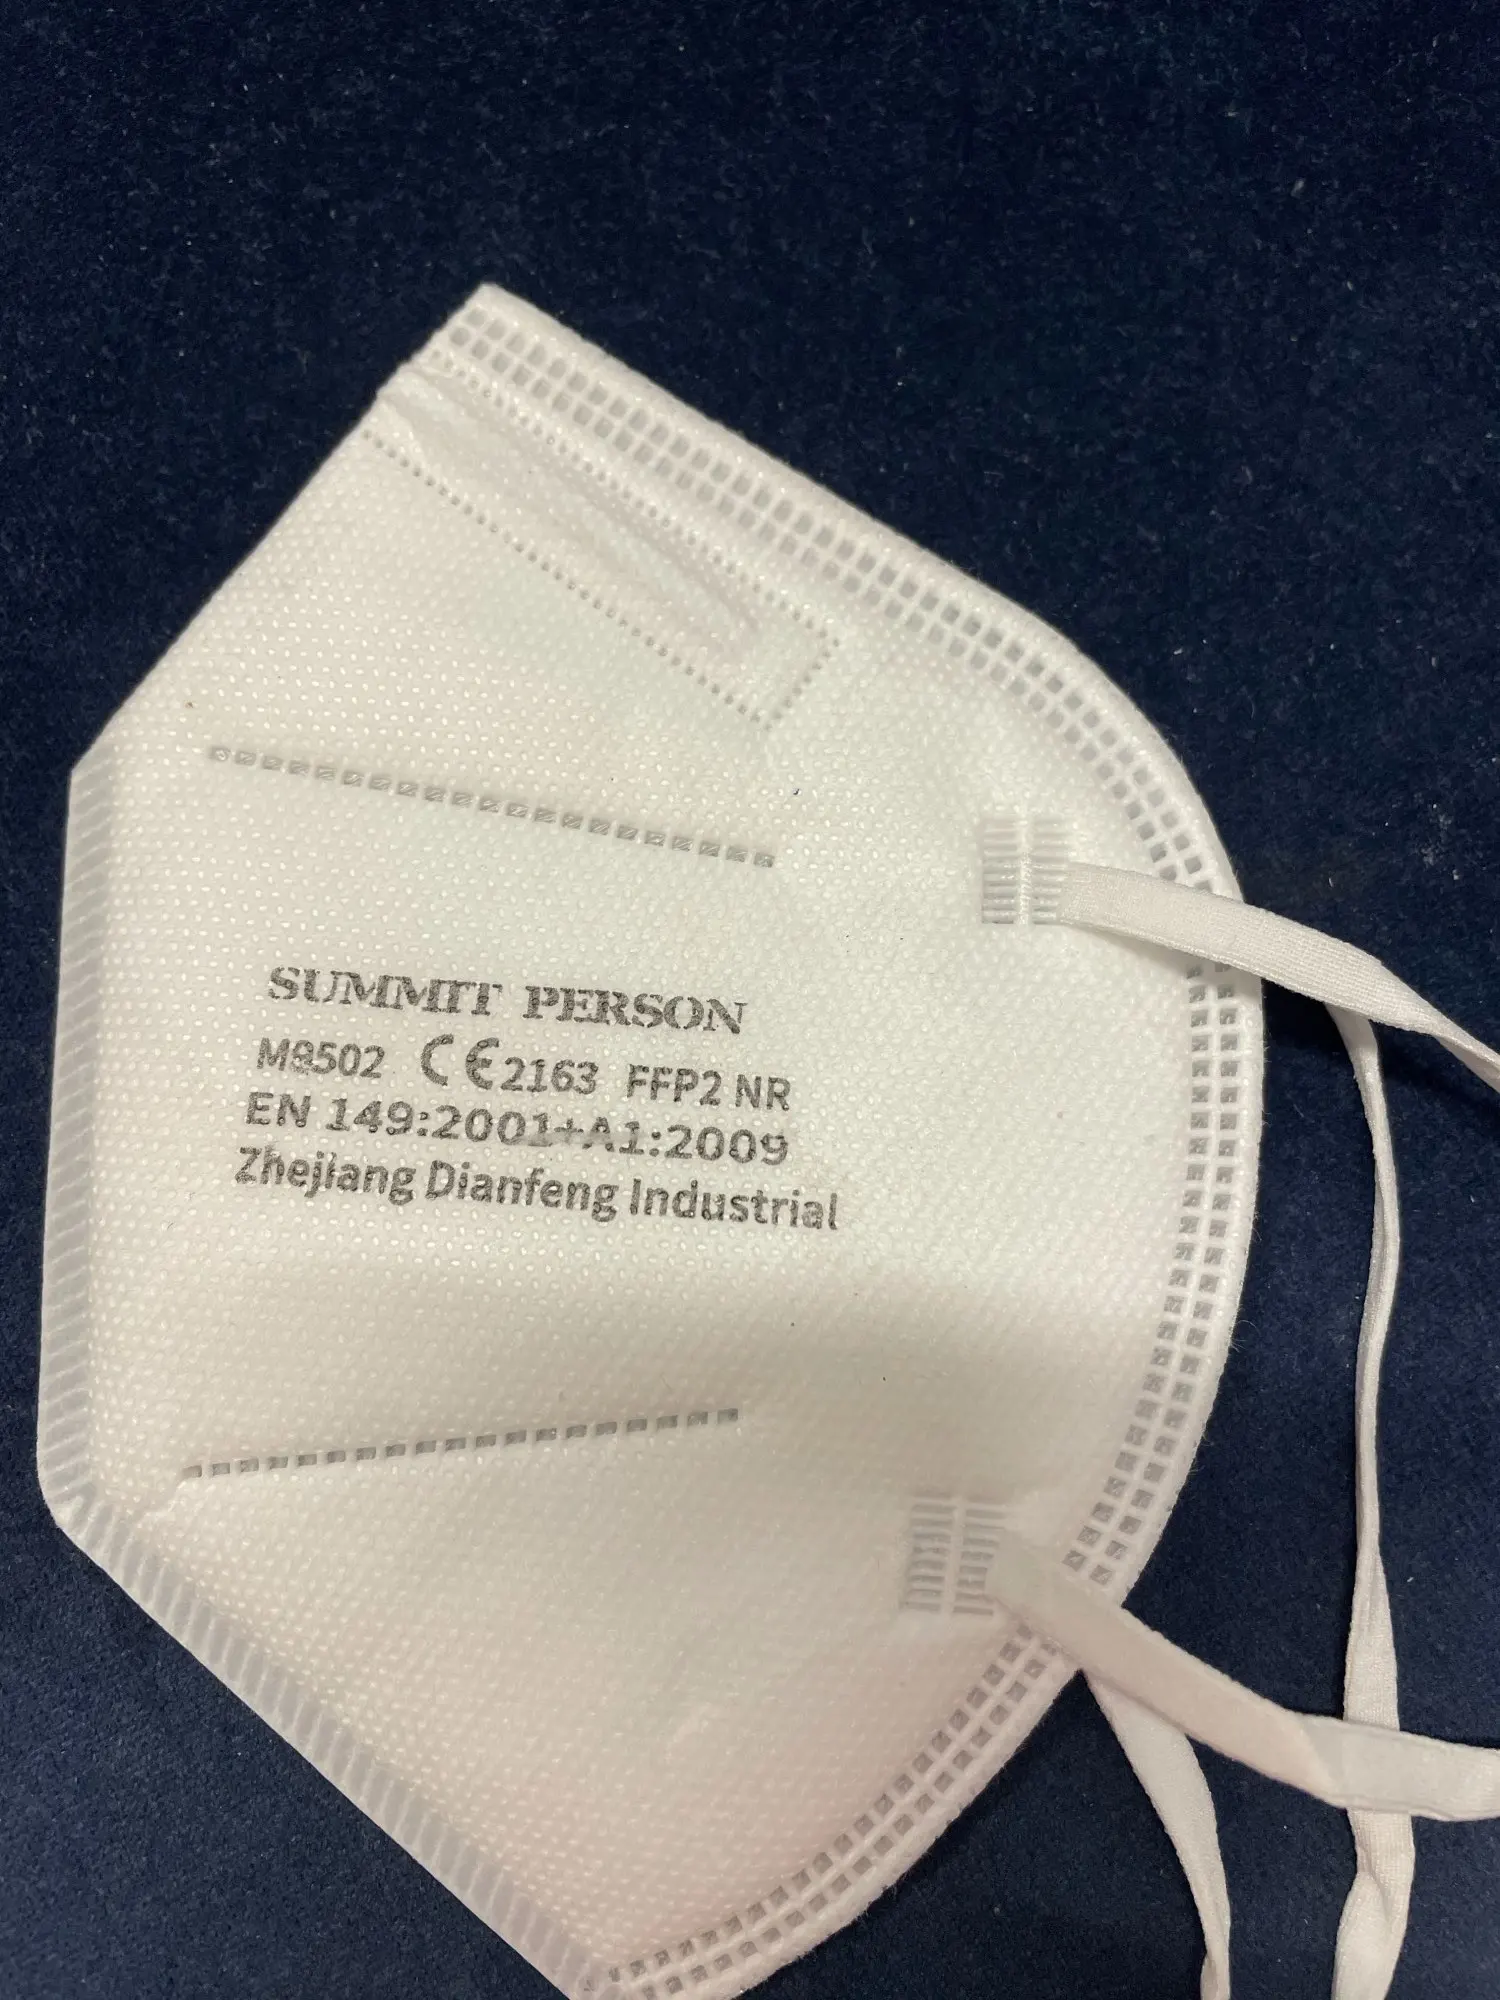 SUMMIT PERSON
M9502 CE2163 FFP2 NR
EN 149:2001+A1:2009
Zhejiang Dianfeng Industrial